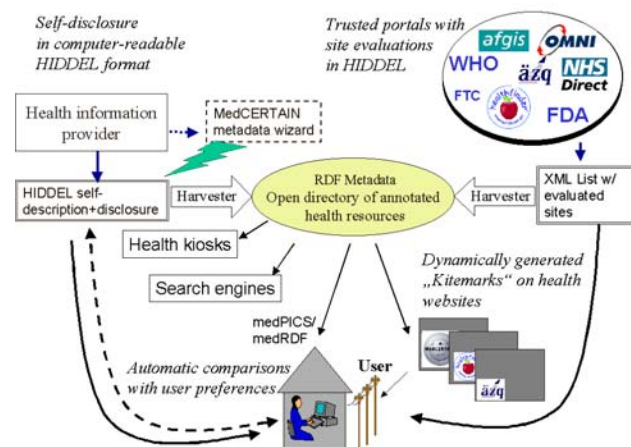 Self-disclosure
in computer-readable
HIDDEL format
Trusted portals with
site evaluations
in HIDDEL
afgis
OMNI
WHO
äzq
NHS
Direct
FTC
healthfinder
FDA
Health information
provider
MedCERTAIN
metadata wizard
HIDDEL self-
description+disclosure
Harvester
RDF Metadata
Open directory of annotated
health resources
Harvester
XML List w/
evaluated
sites
Health kiosks
Search engines
Dynamically generated
„Kitemarks“ on health
websites
medPICS/
medRDF
Automatic comparisons
with user preferences
User
äzq